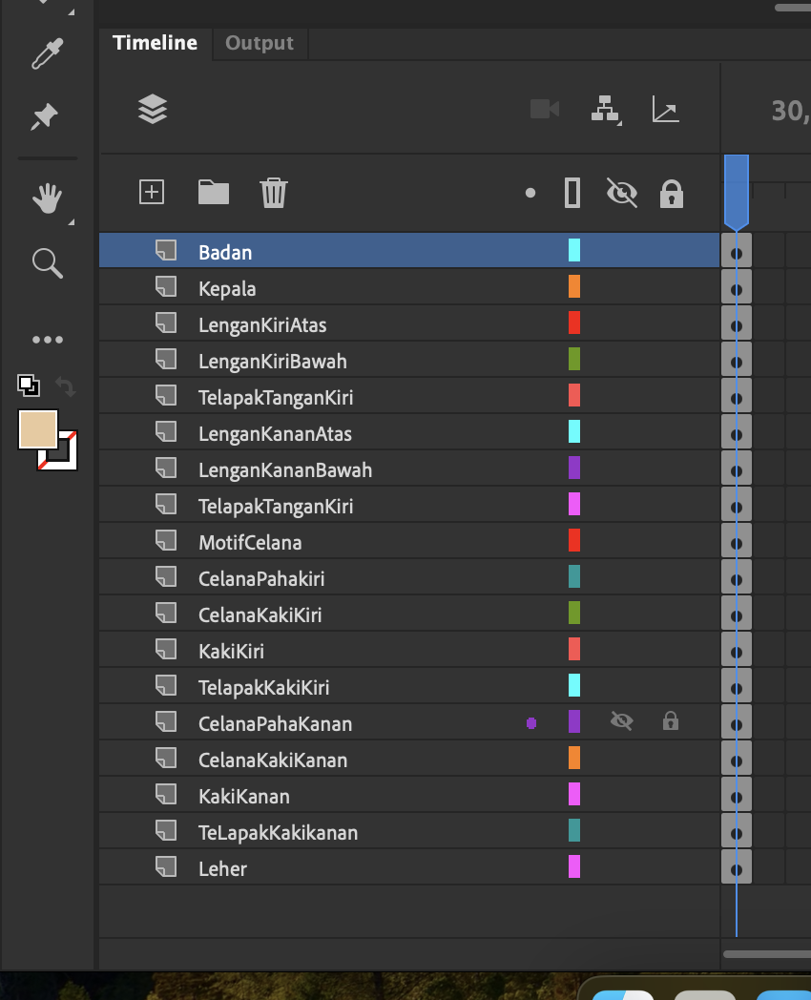 Timeline Output
30,
Badan
Kepala
LenganKiriAtas
LenganKiriBawah
TelapakTanganKiri
LenganKananAtas
LenganKananBawah
TelapakTanganKiri
MotifCelana
CelanaPahakiri
CelanaKakiKiri
KakiKiri
TelapakKakiKiri
CelanaPahaKanan
CelanaKakiKanan
KakiKanan
TeLapakKakikanan
Leher